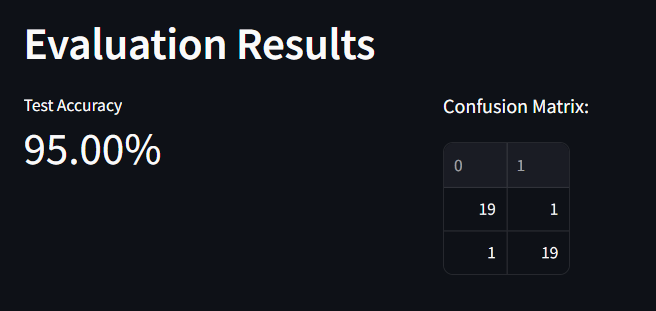 Evaluation Results
Test Accuracy
95.00%
Confusion Matrix:
0 1
19 1
1 19